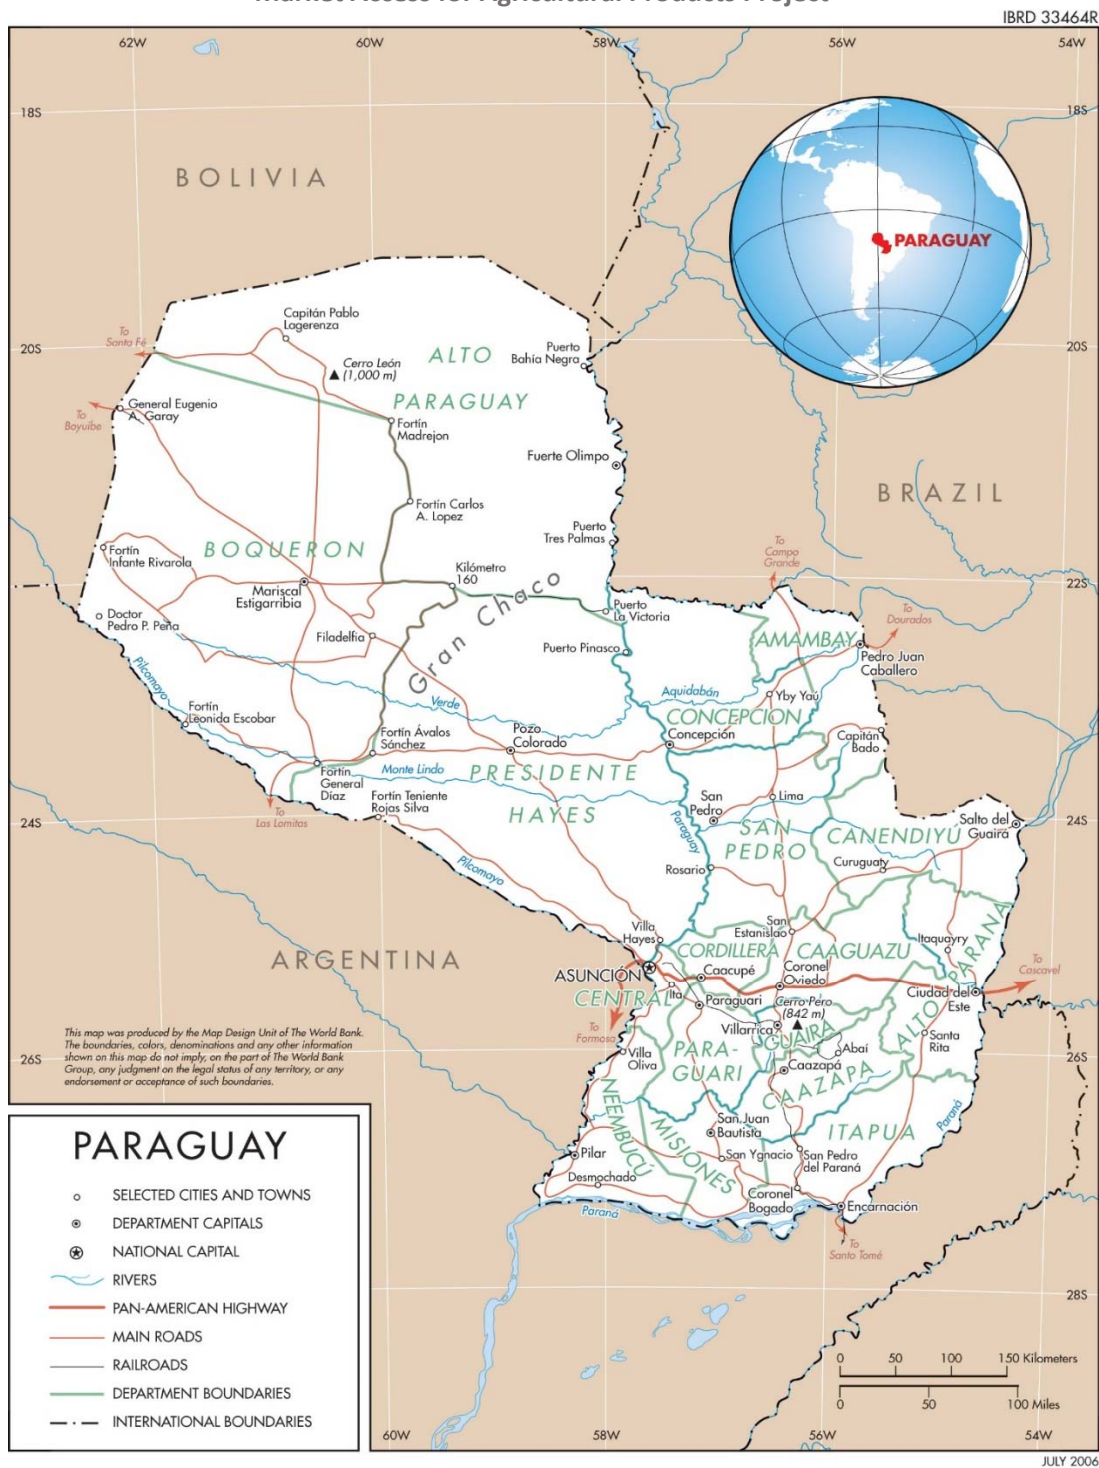 Market Access for Agricultural Products Project
IBRD 33464R
62W
60W
58W
56W
54W
18S
18S
BOLIVIA
PARAGUAY
To
Santa Fé
20S
20S
Capitán Pablo
Lagerenza
Cerro León
(1,000 m)
ALTO
PARAGUAY
Puerto
Bahía Negra
To
Boyuibe
General Eugenio
A. Garay
Fortín
Madrejon
Fuerte Olimpo
BRAZIL
Fortín Carlos
A. Lopez
Puerto
Tres Palmas
To
Campo
Grande
Fortín
Infante Rivarola
BOQUERON
Kilómetro
160
22S
22S
Mariscal
Estigarribia
Gran Chaco
Puerto
La Victoria
To
Dourados
Doctor
Pedro P. Peña
Filadelfia
Puerto Pinasco
AMAMBAY
Pedro Juan
Caballero
Pilcomayo
Verde
Aquidabán
Yby Yaú
Fortín
Leonida Escobar
CONCEPCION
Concepción
Fortín Ávalos
Sánchez
Pozo
Colorado
Capitán
Bado
Fortín
General
Díaz
Monte Lindo
PRESIDENTE
HAYES
Fortín Teniente
Rojas Silva
To
Las Lomitas
24S
24S
San
Pedro
Lima
Paraguay
SAN
PEDRO
CANENDIYÚ
Salto del
Guairá
Pilcomayo
Rosario
Curuguaty
Villa
Hayes
San
Estanislao
Itaquayry
ALTO PARANA
ARGENTINA
CORDILLERA
CAAGUAZU
To
Cascavel
ASUNCIÓN
Caacupé
Coronel
Oviedo
CENTRAL
Ita
Paraguari
Cerro Pero
(842 m)
Ciudad del
Este
To
Formosa
Villarrica
GUAIRA
Santa
Rita
Villa
Oliva
PARA-
GUARI
Abaí
Caazapá
CAAZAPA
26S
26S
This map was produced by the Map Design Unit of The World Bank.
The boundaries, colors, denominations and any other information
shown on this map do not imply, on the part of The World Bank
Group, any judgment on the legal status of any territory, or any
endorsement or acceptance of such boundaries.
NEEMBUCÚ
MISIONES
San Juan
Bautista
ITAPUA
Paraná
Pilar
San Ygnacio
San Pedro
del Paraná
Desmochado
Coronel
Bogado
Encarnación
Paraná
To
Santo Tomé
28S
PARAGUAY
SELECTED CITIES AND TOWNS
DEPARTMENT CAPITALS
NATIONAL CAPITAL
RIVERS
PAN-AMERICAN HIGHWAY
MAIN ROADS
RAILROADS
DEPARTMENT BOUNDARIES
INTERNATIONAL BOUNDARIES
0 50 100 150 Kilometers
0 50 100 Miles
60W
58W
56W
54W
JULY 2006